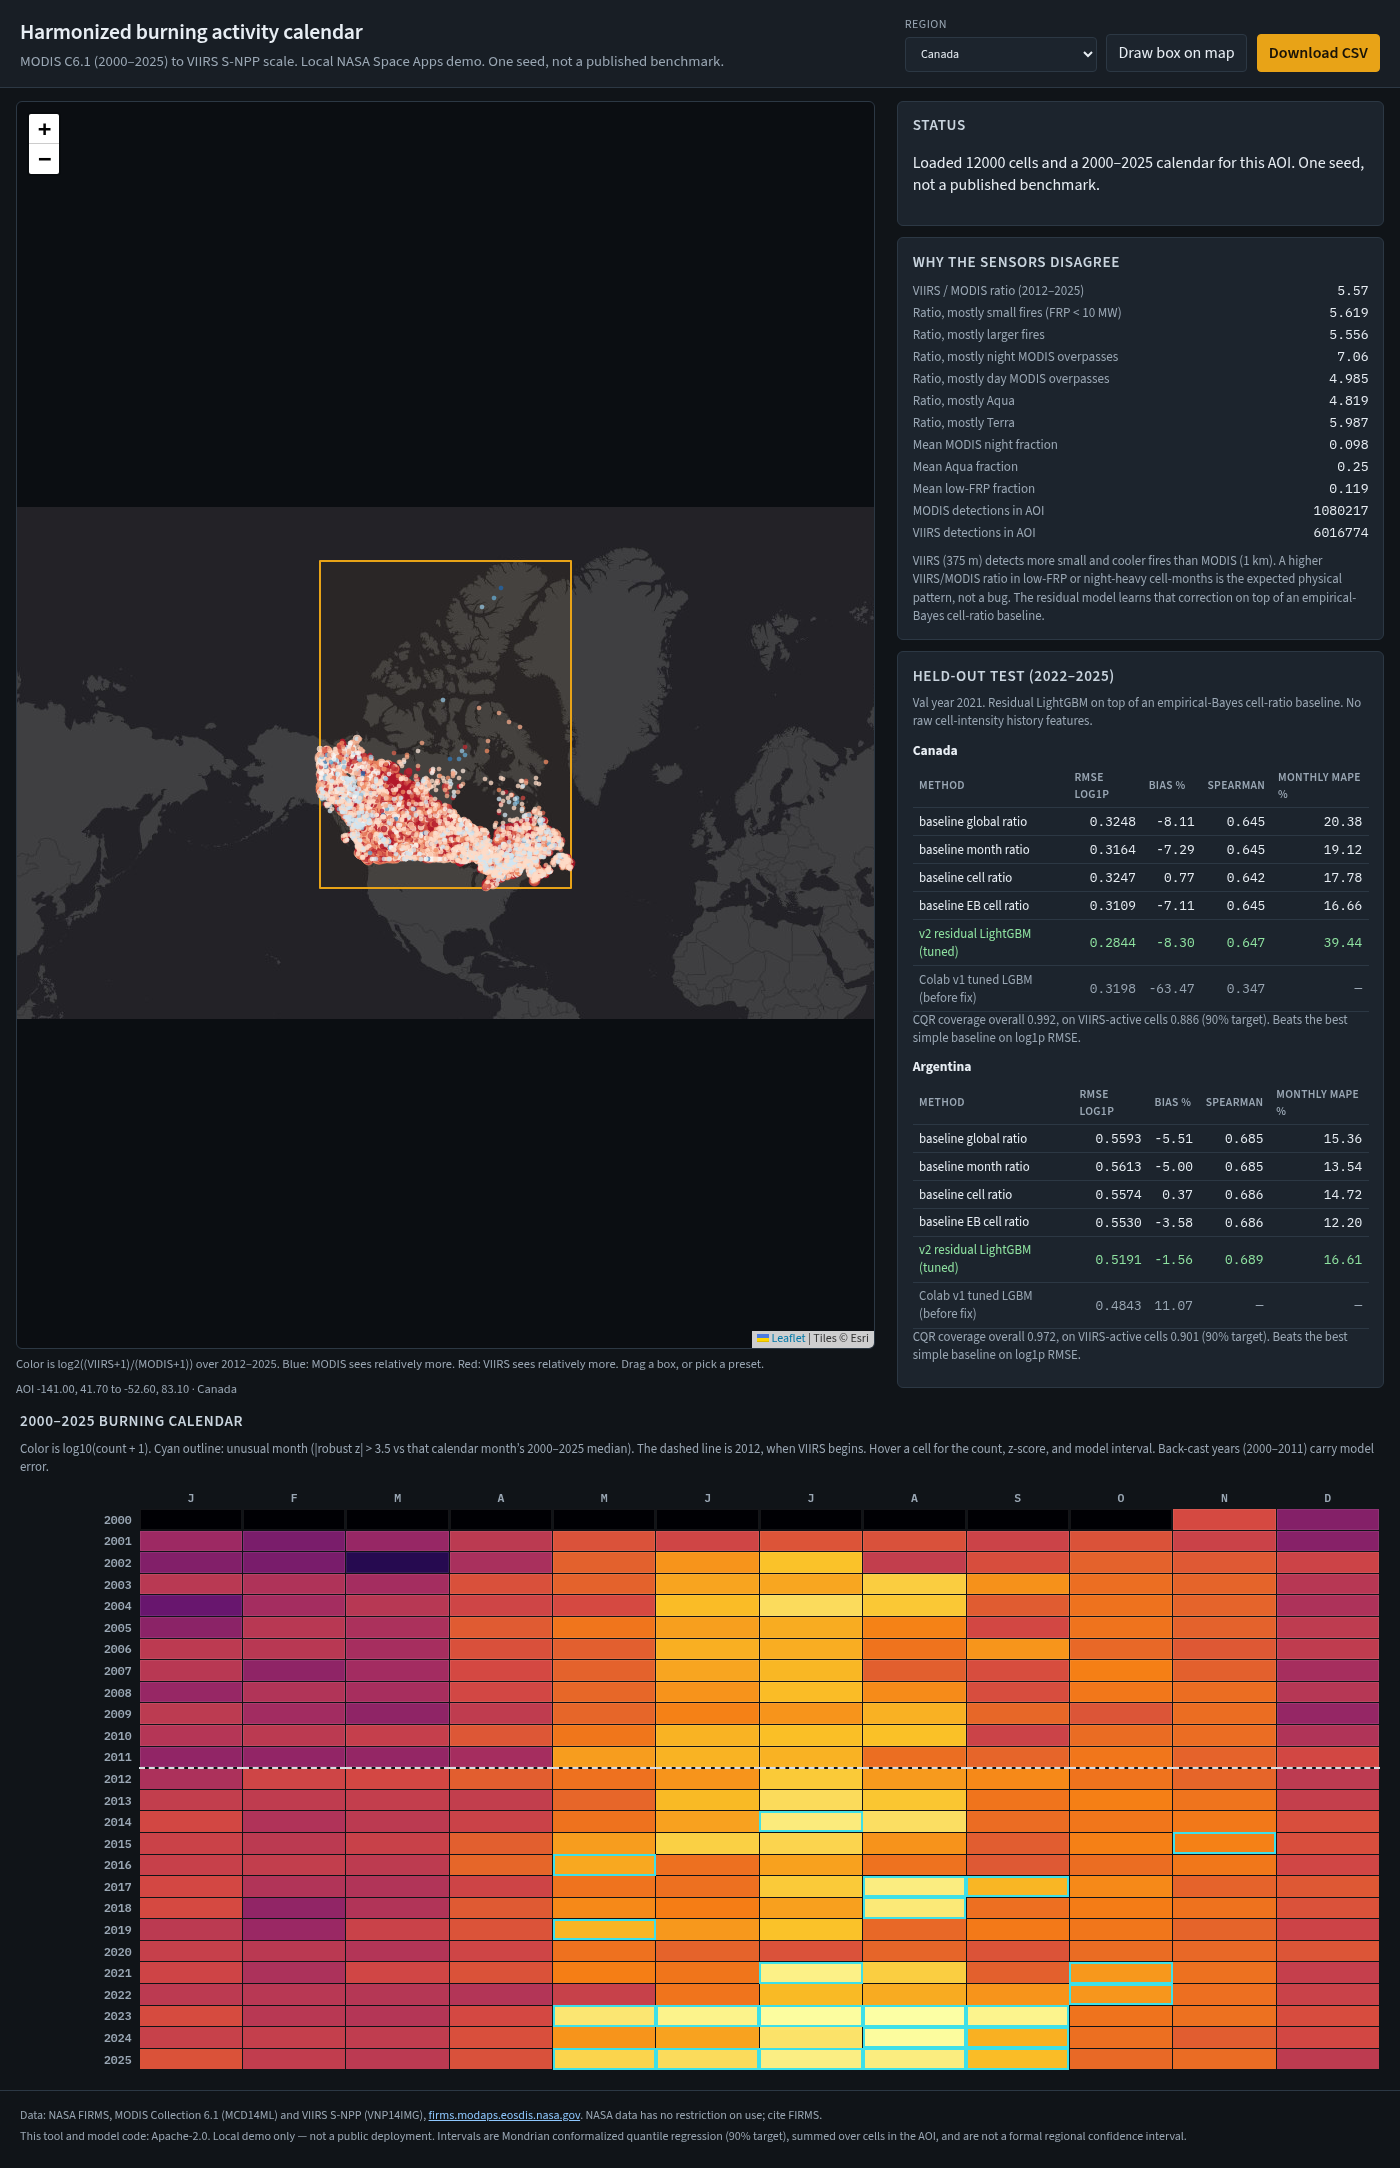 Harmonized burning activity calendar
MODIS C6.1 (2000–2025) to VIIRS S-NPP scale. Local NASA Space Apps demo. One seed, not a published benchmark.
REGION
Canada
Draw box on map
Download CSV
+
−
Leaflet | Tiles © Esri
Color is log2((VIIRS+1)/(MODIS+1)) over 2012–2025. Blue: MODIS sees relatively more. Red: VIIRS sees relatively more. Drag a box, or pick a preset.
AOI -141.00, 41.70 to -52.60, 83.10 · Canada
STATUS
Loaded 12000 cells and a 2000–2025 calendar for this AOI. One seed,
not a published benchmark.
WHY THE SENSORS DISAGREE
VIIRS / MODIS ratio (2012–2025) 5.57
Ratio, mostly small fires (FRP < 10 MW) 5.619
Ratio, mostly larger fires 5.556
Ratio, mostly night MODIS overpasses 7.06
Ratio, mostly day MODIS overpasses 4.985
Ratio, mostly Aqua 4.819
Ratio, mostly Terra 5.987
Mean MODIS night fraction 0.098
Mean Aqua fraction 0.25
Mean low-FRP fraction 0.119
MODIS detections in AOI 1080217
VIIRS detections in AOI 6016774
VIIRS (375 m) detects more small and cooler fires than MODIS (1 km). A higher
VIIRS/MODIS ratio in low-FRP or night-heavy cell-months is the expected physical
pattern, not a bug. The residual model learns that correction on top of an empirical-
Bayes cell-ratio baseline.
HELD-OUT TEST (2022–2025)
Val year 2021. Residual LightGBM on top of an empirical-Bayes cell-ratio baseline. No
raw cell-intensity history features.
Canada
METHOD RMSE LOG1P BIAS % SPEARMAN MONTHLY MAPE %
baseline global ratio 0.3248 -8.11 0.645 20.38
baseline month ratio 0.3164 -7.29 0.645 19.12
baseline cell ratio 0.3247 0.77 0.642 17.78
baseline EB cell ratio 0.3109 -7.11 0.645 16.66
v2 residual LightGBM (tuned) 0.2844 -8.30 0.647 39.44
Colab v1 tuned LGBM (before fix) 0.3198 -63.47 0.347 —
CQR coverage overall 0.992, on VIIRS-active cells 0.886 (90% target). Beats the best
simple baseline on log1p RMSE.
Argentina
METHOD RMSE LOG1P BIAS % SPEARMAN MONTHLY MAPE %
baseline global ratio 0.5593 -5.51 0.685 15.36
baseline month ratio 0.5613 -5.00 0.685 13.54
baseline cell ratio 0.5574 0.37 0.686 14.72
baseline EB cell ratio 0.5530 -3.58 0.686 12.20
v2 residual LightGBM (tuned) 0.5191 -1.56 0.689 16.61
Colab v1 tuned LGBM (before fix) 0.4843 11.07 — —
CQR coverage overall 0.972, on VIIRS-active cells 0.901 (90% target). Beats the best
simple baseline on log1p RMSE.
2000–2025 BURNING CALENDAR
Color is log10(count + 1). Cyan outline: unusual month (|robust z| > 3.5 vs that calendar month's 2000–2025 median). The dashed line is 2012, when VIIRS begins. Hover a cell for the count, z-score, and model interval. Back-cast years (2000–2011) carry model
error.
J F M A M J J A S O N D
2000
2001
2002
2003
2004
2005
2006
2007
2008
2009
2010
2011
2012
2013
2014
2015
2016
2017
2018
2019
2020
2021
2022
2023
2024
2025
Data: NASA FIRMS, MODIS Collection 6.1 (MCD14ML) and VIIRS S-NPP (VNP14IMG), firms.modaps.eosdis.nasa.gov. NASA data has no restriction on use; cite FIRMS.
This tool and model code: Apache-2.0. Local demo only — not a public deployment. Intervals are Mondrian conformalized quantile regression (90% target), summed over cells in the AOI, and are not a formal regional confidence interval.